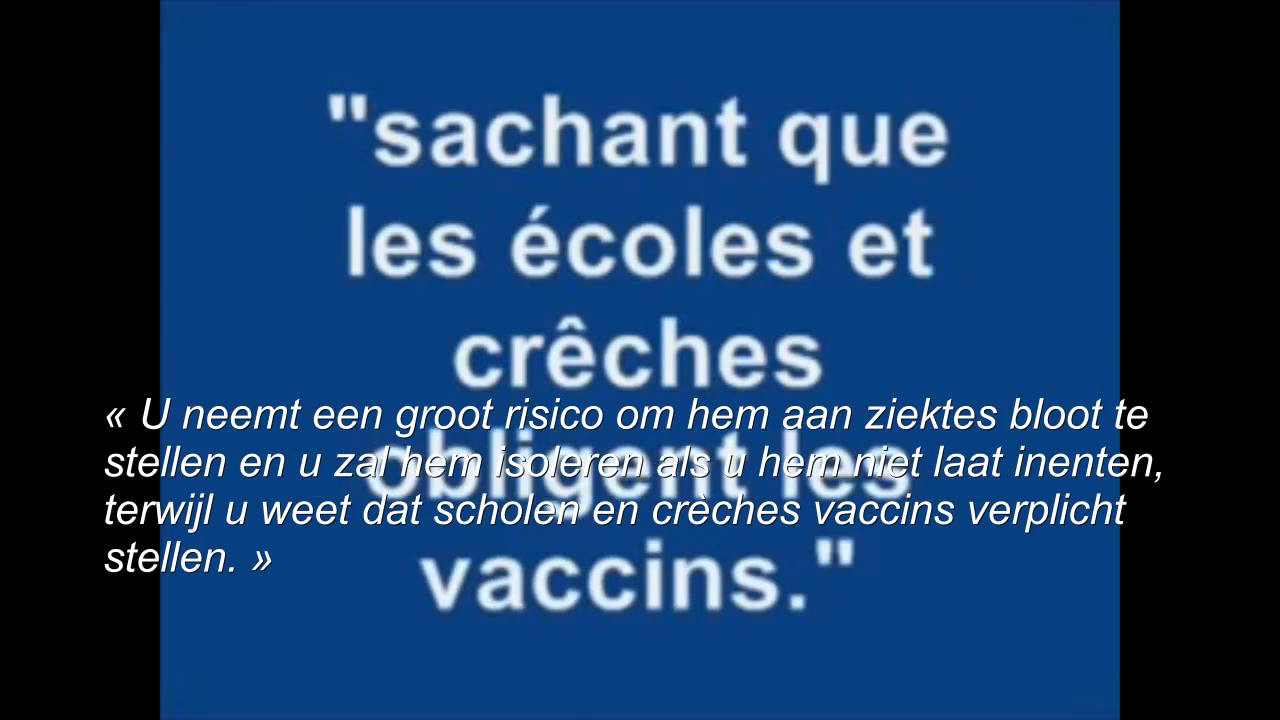 "sachant que
les écoles et
crêches
obligent les
vaccins."
« U neemt een groot risico om hem aan ziektes bloot te
stellen en u zal hem isoleren als u hem niet laat inenten,
terwijl u weet dat scholen en crèches vaccins verplicht
stellen. »